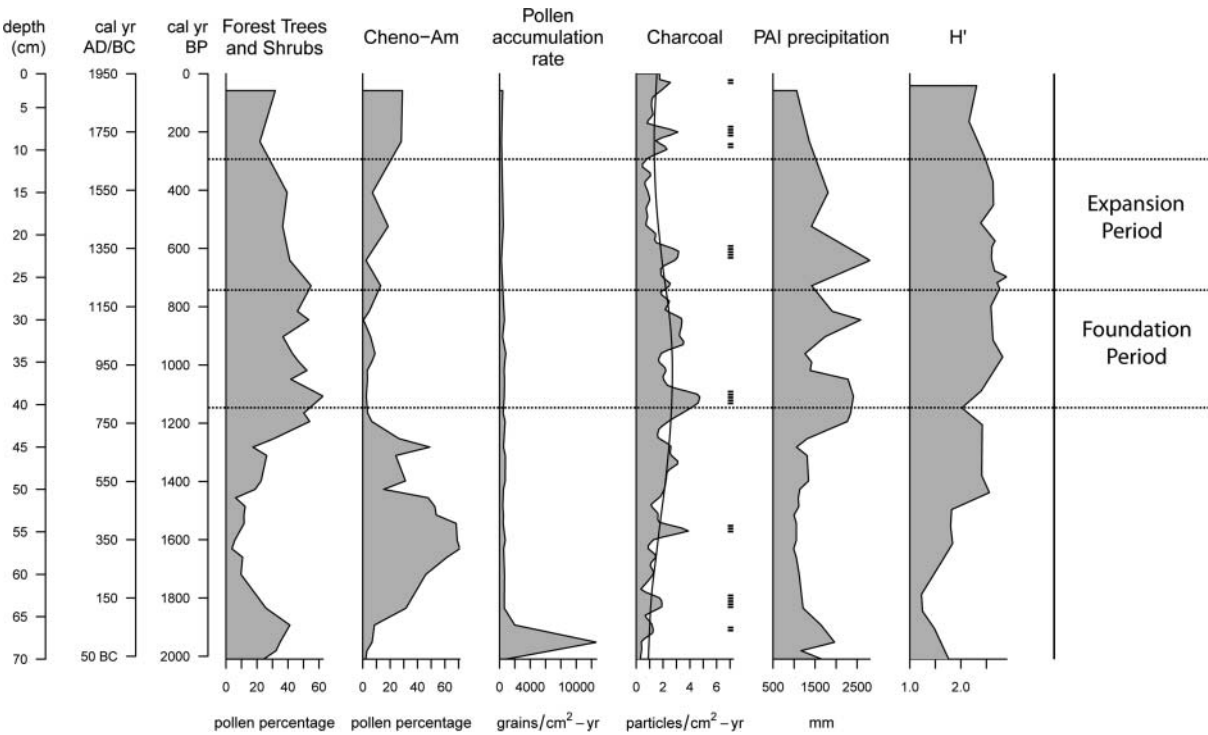 depth
(cm)
cal yr
AD/BC
cal yr
BP
Forest Trees
and Shrubs
Cheno−Am
Pollen
accumulation
rate
Charcoal
PAI precipitation
H'
0
5
10
15
20
25
30
35
40
45
50
55
60
65
70
1950
1750
1550
1350
1150
950
750
550
350
150
50 BC
0
200
400
600
800
1000
1200
1400
1600
1800
2000
Expansion
Period
Foundation
Period
0 20 40 60
0 20 40 60
0 4000 10000
0 2 4 6
500 1500 2500
1.0 2.0
pollen percentage
pollen percentage
grains/cm²−yr
particles/cm²−yr
mm